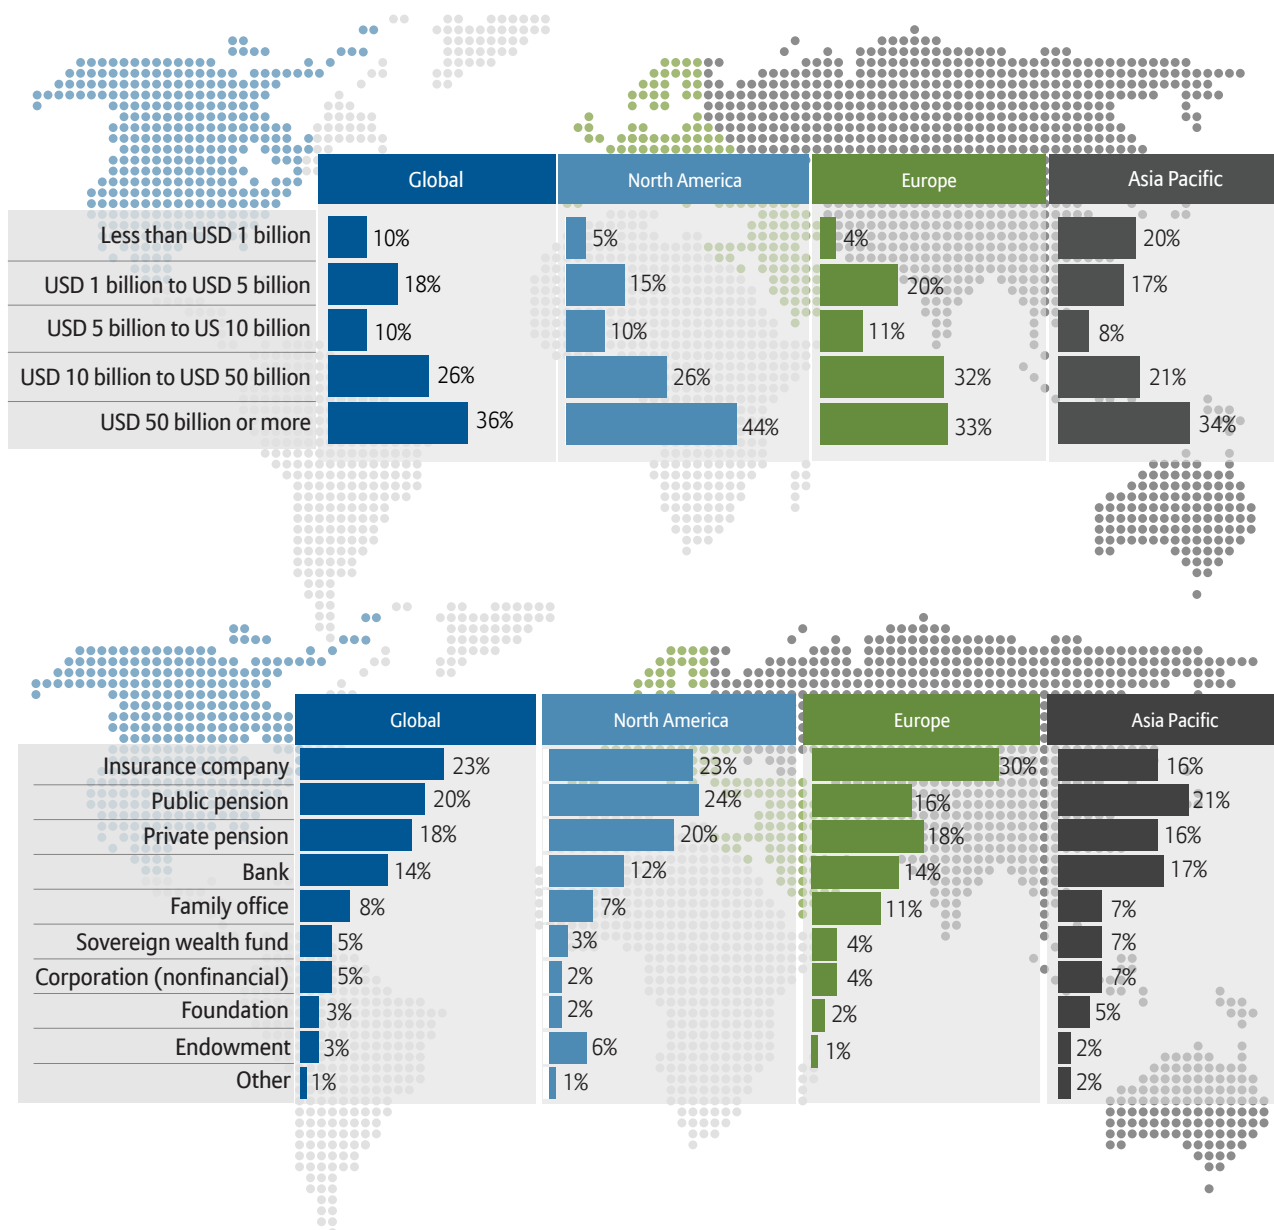 Global North America Europe Asia Pacific
Less than USD 1 billion 10% 5% 4% 20%
USD 1 billion to USD 5 billion 18% 15% 20% 17%
USD 5 billion to US 10 billion 10% 10% 11% 8%
USD 10 billion to USD 50 billion 26% 26% 32% 21%
USD 50 billion or more 36% 44% 33% 34%
Global North America Europe Asia Pacific
Insurance company 23% 23% 30% 16%
Public pension 20% 24% 16% 21%
Private pension 18% 20% 18% 16%
Bank 14% 12% 14% 17%
Family office 8% 7% 11% 7%
Sovereign wealth fund 5% 3% 4% 7%
Corporation (nonfinancial) 5% 2% 4% 7%
Foundation 3% 2% 2% 5%
Endowment 3% 6% 1% 2%
Other 1% 1% 2%